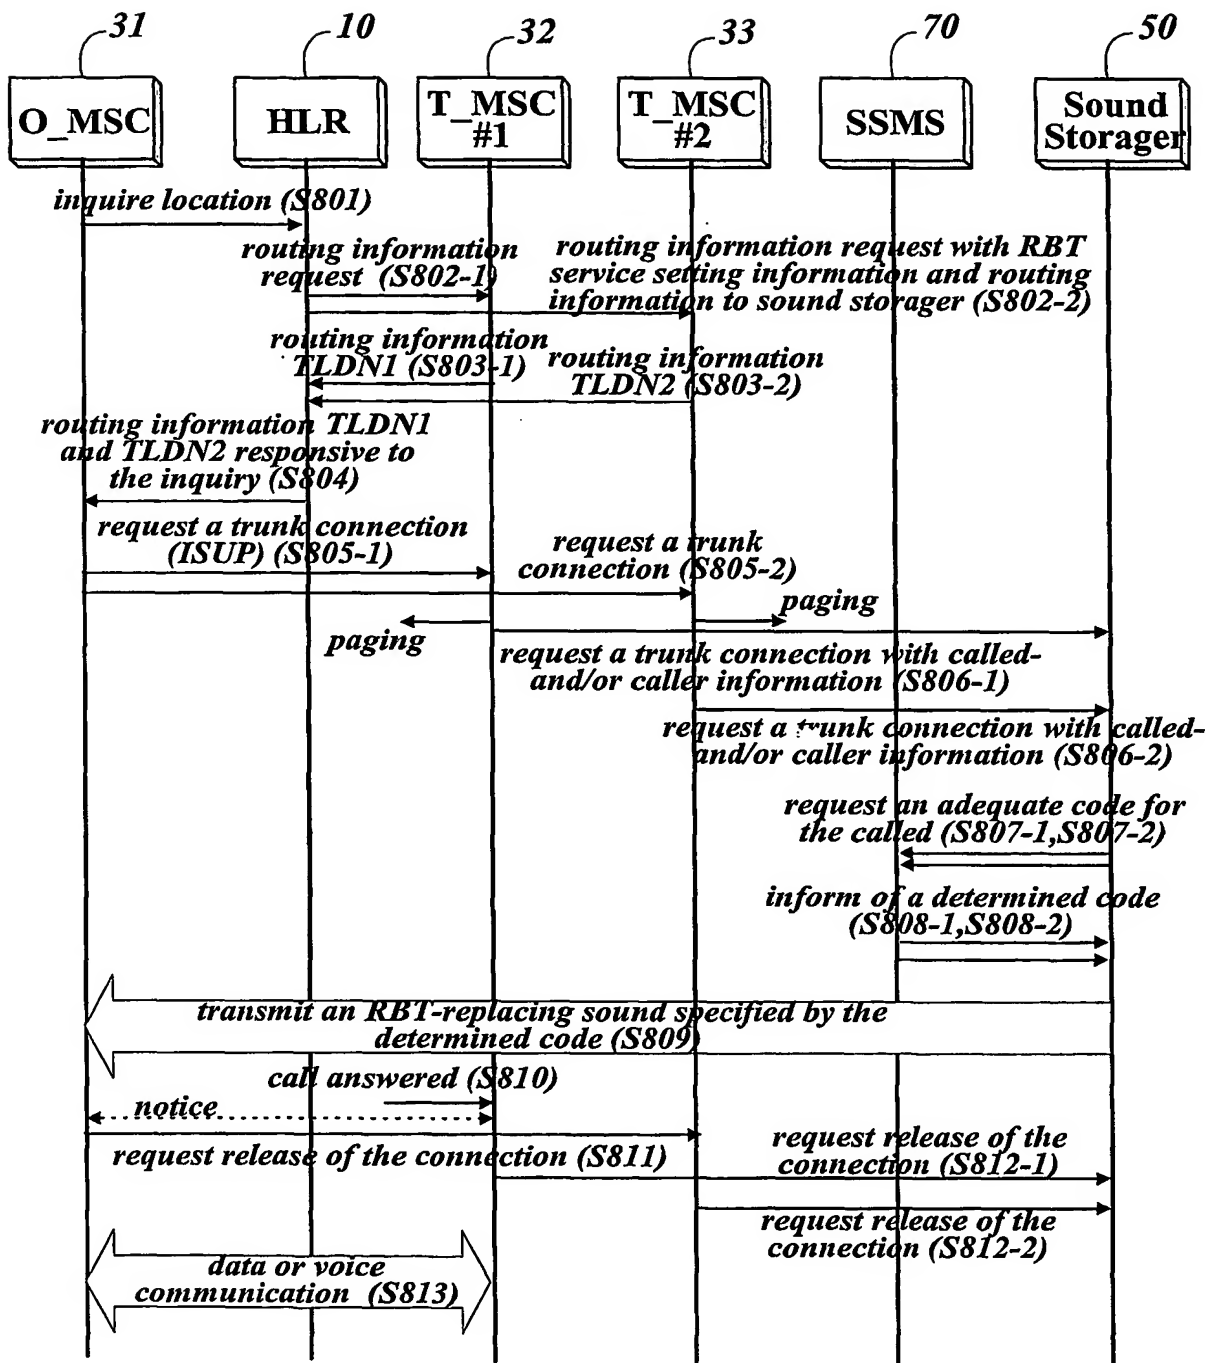 31
10
32
33
70
50
O_MSC
HLR
T_MSC
#1
T_MSC
#2
SSMS
Sound
Storager
inquire location (S801)
routing information
request (S802-1)
routing information request with RBT
service setting information and routing
information to sound storager (S802-2)
routing information
TLDN1 (S803-1)
routing information
TLDN2 (S803-2)
routing information TLDN1
and TLDN2 responsive to
the inquiry (S804)
request a trunk connection
(ISUP) (S805-1)
request a trunk
connection (S805-2)
paging
paging
request a trunk connection with called-
and/or caller information (S806-1)
request a trunk connection with called-
and/or caller information (S806-2)
request an adequate code for
the called (S807-1,S807-2)
inform of a determined code
(S808-1,S808-2)
transmit an RBT-replacing sound specified by the
determined code (S809)
call answered (S810)
notice
request release of the connection (S811)
request release of the
connection (S812-1)
request release of the
connection (S812-2)
data or voice
communication (S813)